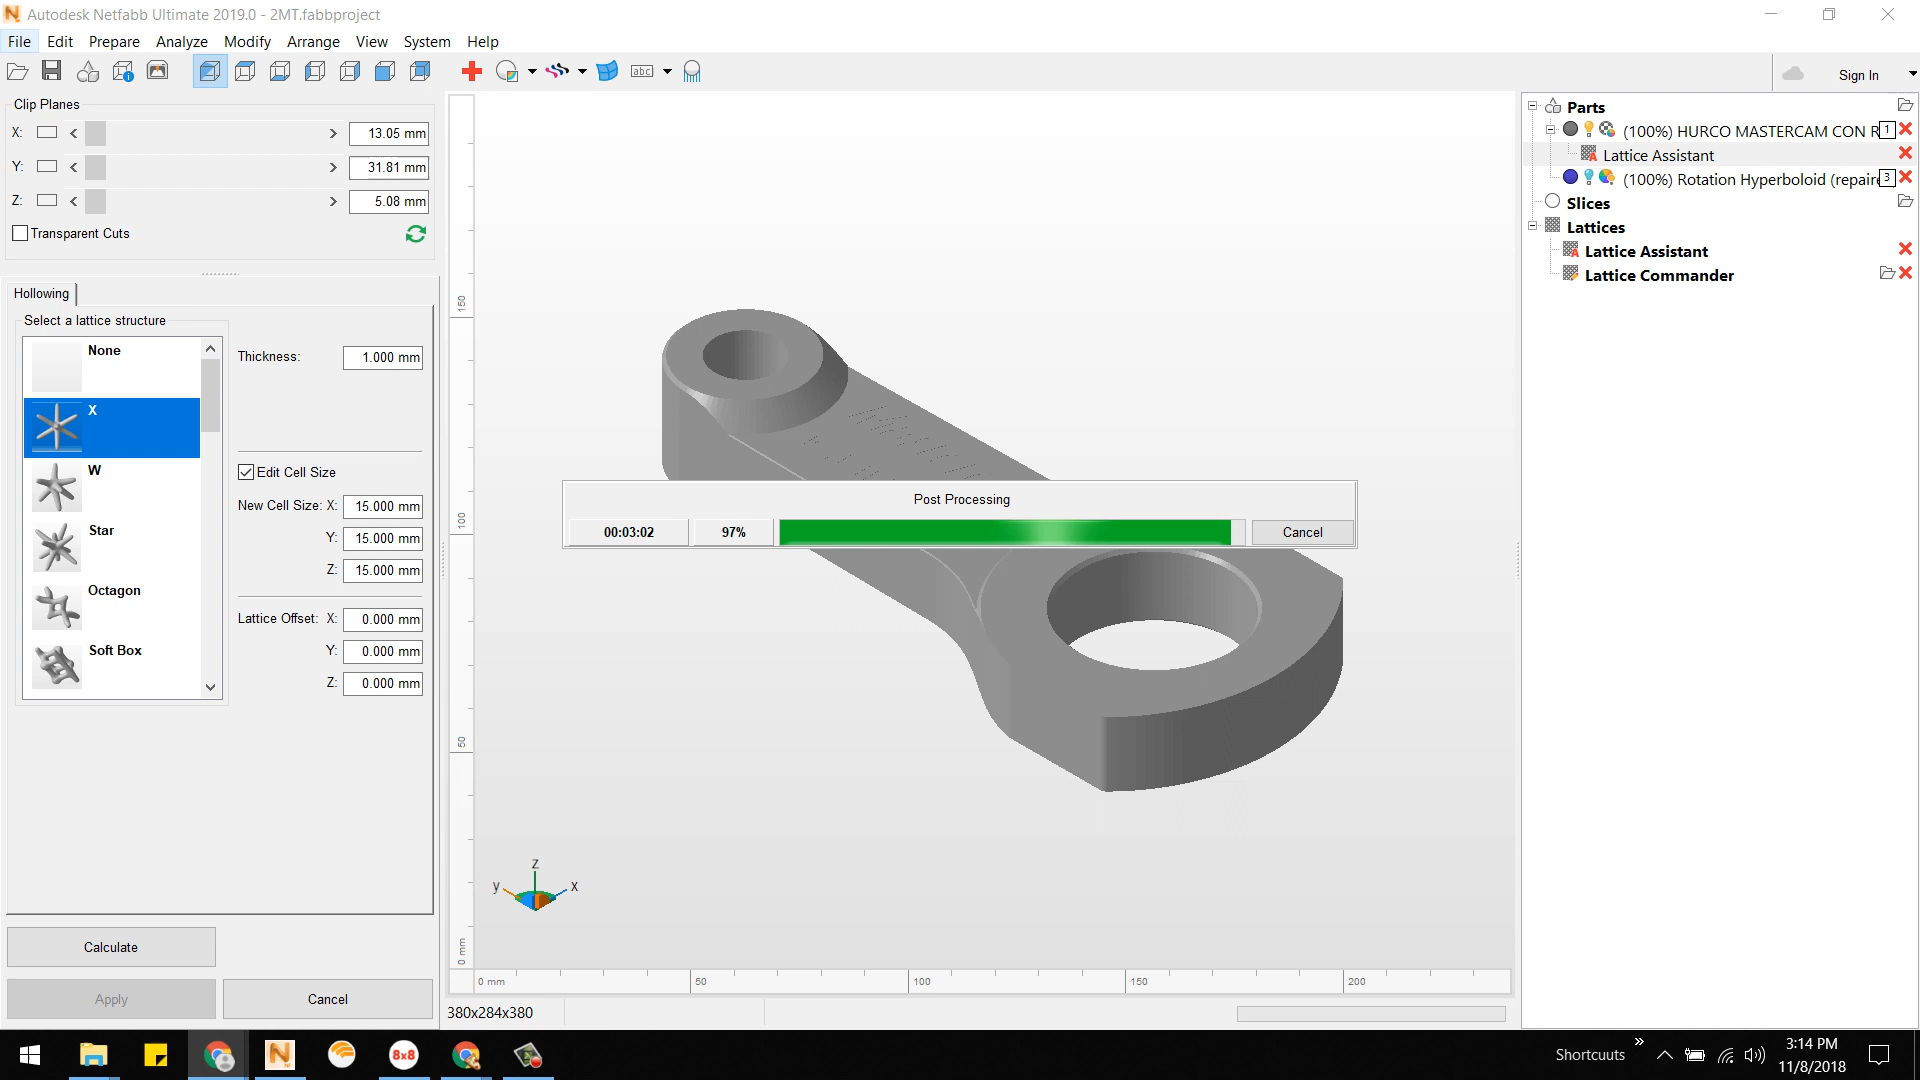 Autodesk Netfabb Ultimate 2019.0 - 2MT.fabbproject
File Edit Prepare Analyze Modify Arrange View System Help
abc
Sign In
Clip Planes
X: 13.05 mm
Y: 31.81 mm
Z: 5.08 mm
Transparent Cuts
Hollowing
Select a lattice structure
None
X
W
Star
Octagon
Soft Box
Thickness: 1.000 mm
Edit Cell Size
New Cell Size: X: 15.000 mm
Y: 15.000 mm
Z: 15.000 mm
Lattice Offset: X: 0.000 mm
Y: 0.000 mm
Z: 0.000 mm
Calculate
Apply
Cancel
150
100
50
0 mm
Post Processing
00:03:02 97% Cancel
z
y
x
0 mm 50 100 150 200
380x284x380
Parts
(100%) HURCO MASTERCAM CON R 1
Lattice Assistant
(100%) Rotation Hyperboloid (repaire 3
Slices
Lattices
Lattice Assistant
Lattice Commander
8x8
Shortcuts
3:14 PM
11/8/2018